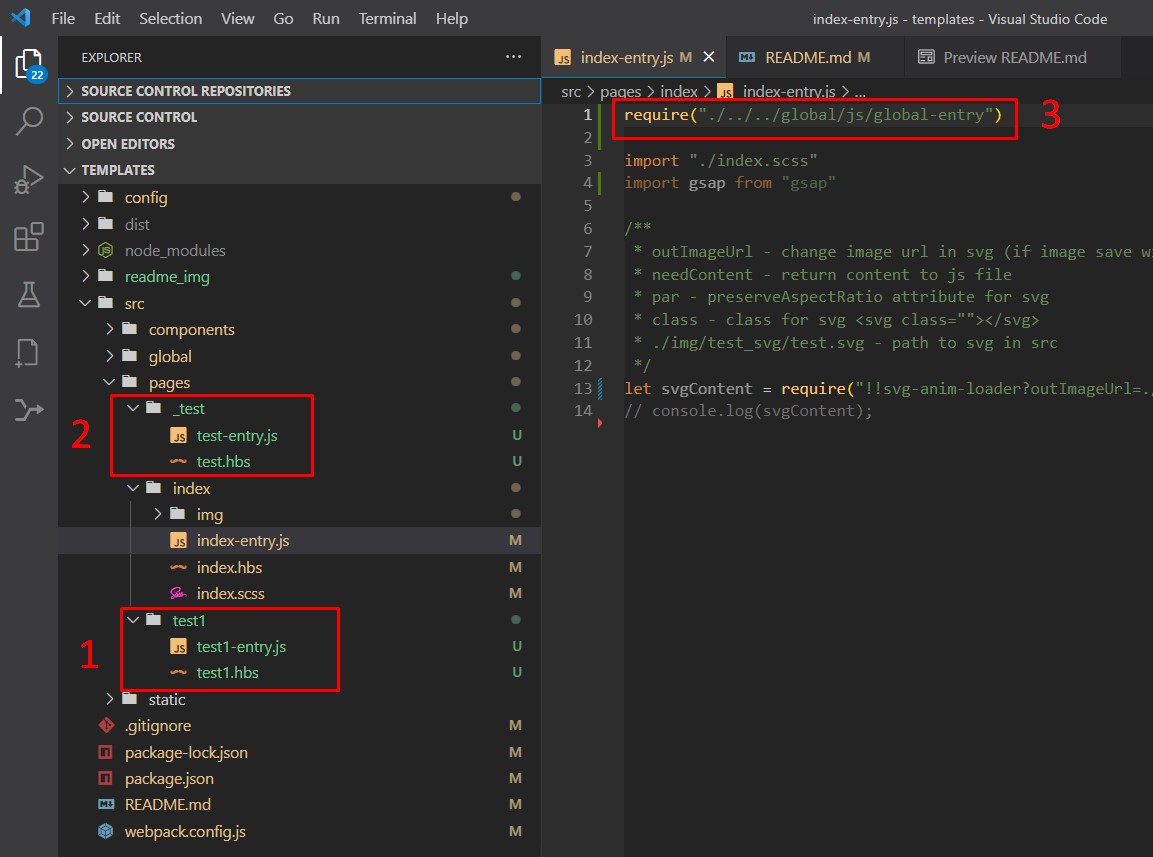 File Edit Selection View Go Run Terminal Help
index-entry.js - templates - Visual Studio Code
22
EXPLORER ...
SOURCE CONTROL REPOSITORIES
SOURCE CONTROL
OPEN EDITORS
TEMPLATES
config
dist
node_modules
readme_img
src
components
global
pages
2
_test
test-entry.js U
test.hbs U
index
img
index-entry.js M
index.hbs M
index.scss M
1
test1
test1-entry.js U
test1.hbs U
static
.gitignore M
package-lock.json M
package.json M
README.md M
webpack.config.js M
JS index-entry.js M README.md M Preview README.md
src > pages > index > JS index-entry.js > ...
1 require("./../../global/js/global-entry")
3
2
3 import "./index.scss"
4 import gsap from "gsap"
5
6 /**
7 * outImageUrl - change image url in svg (if image save wi
8 * needContent - return content to js file
9 * par - preserveAspectRatio attribute for svg
10 * class - class for svg <svg class=""></svg>
11 * ./img/test_svg/test.svg - path to svg in src
12 */
13 let svgContent = require("!!svg-anim-loader?outImageUrl=./
14 // console.log(svgContent);